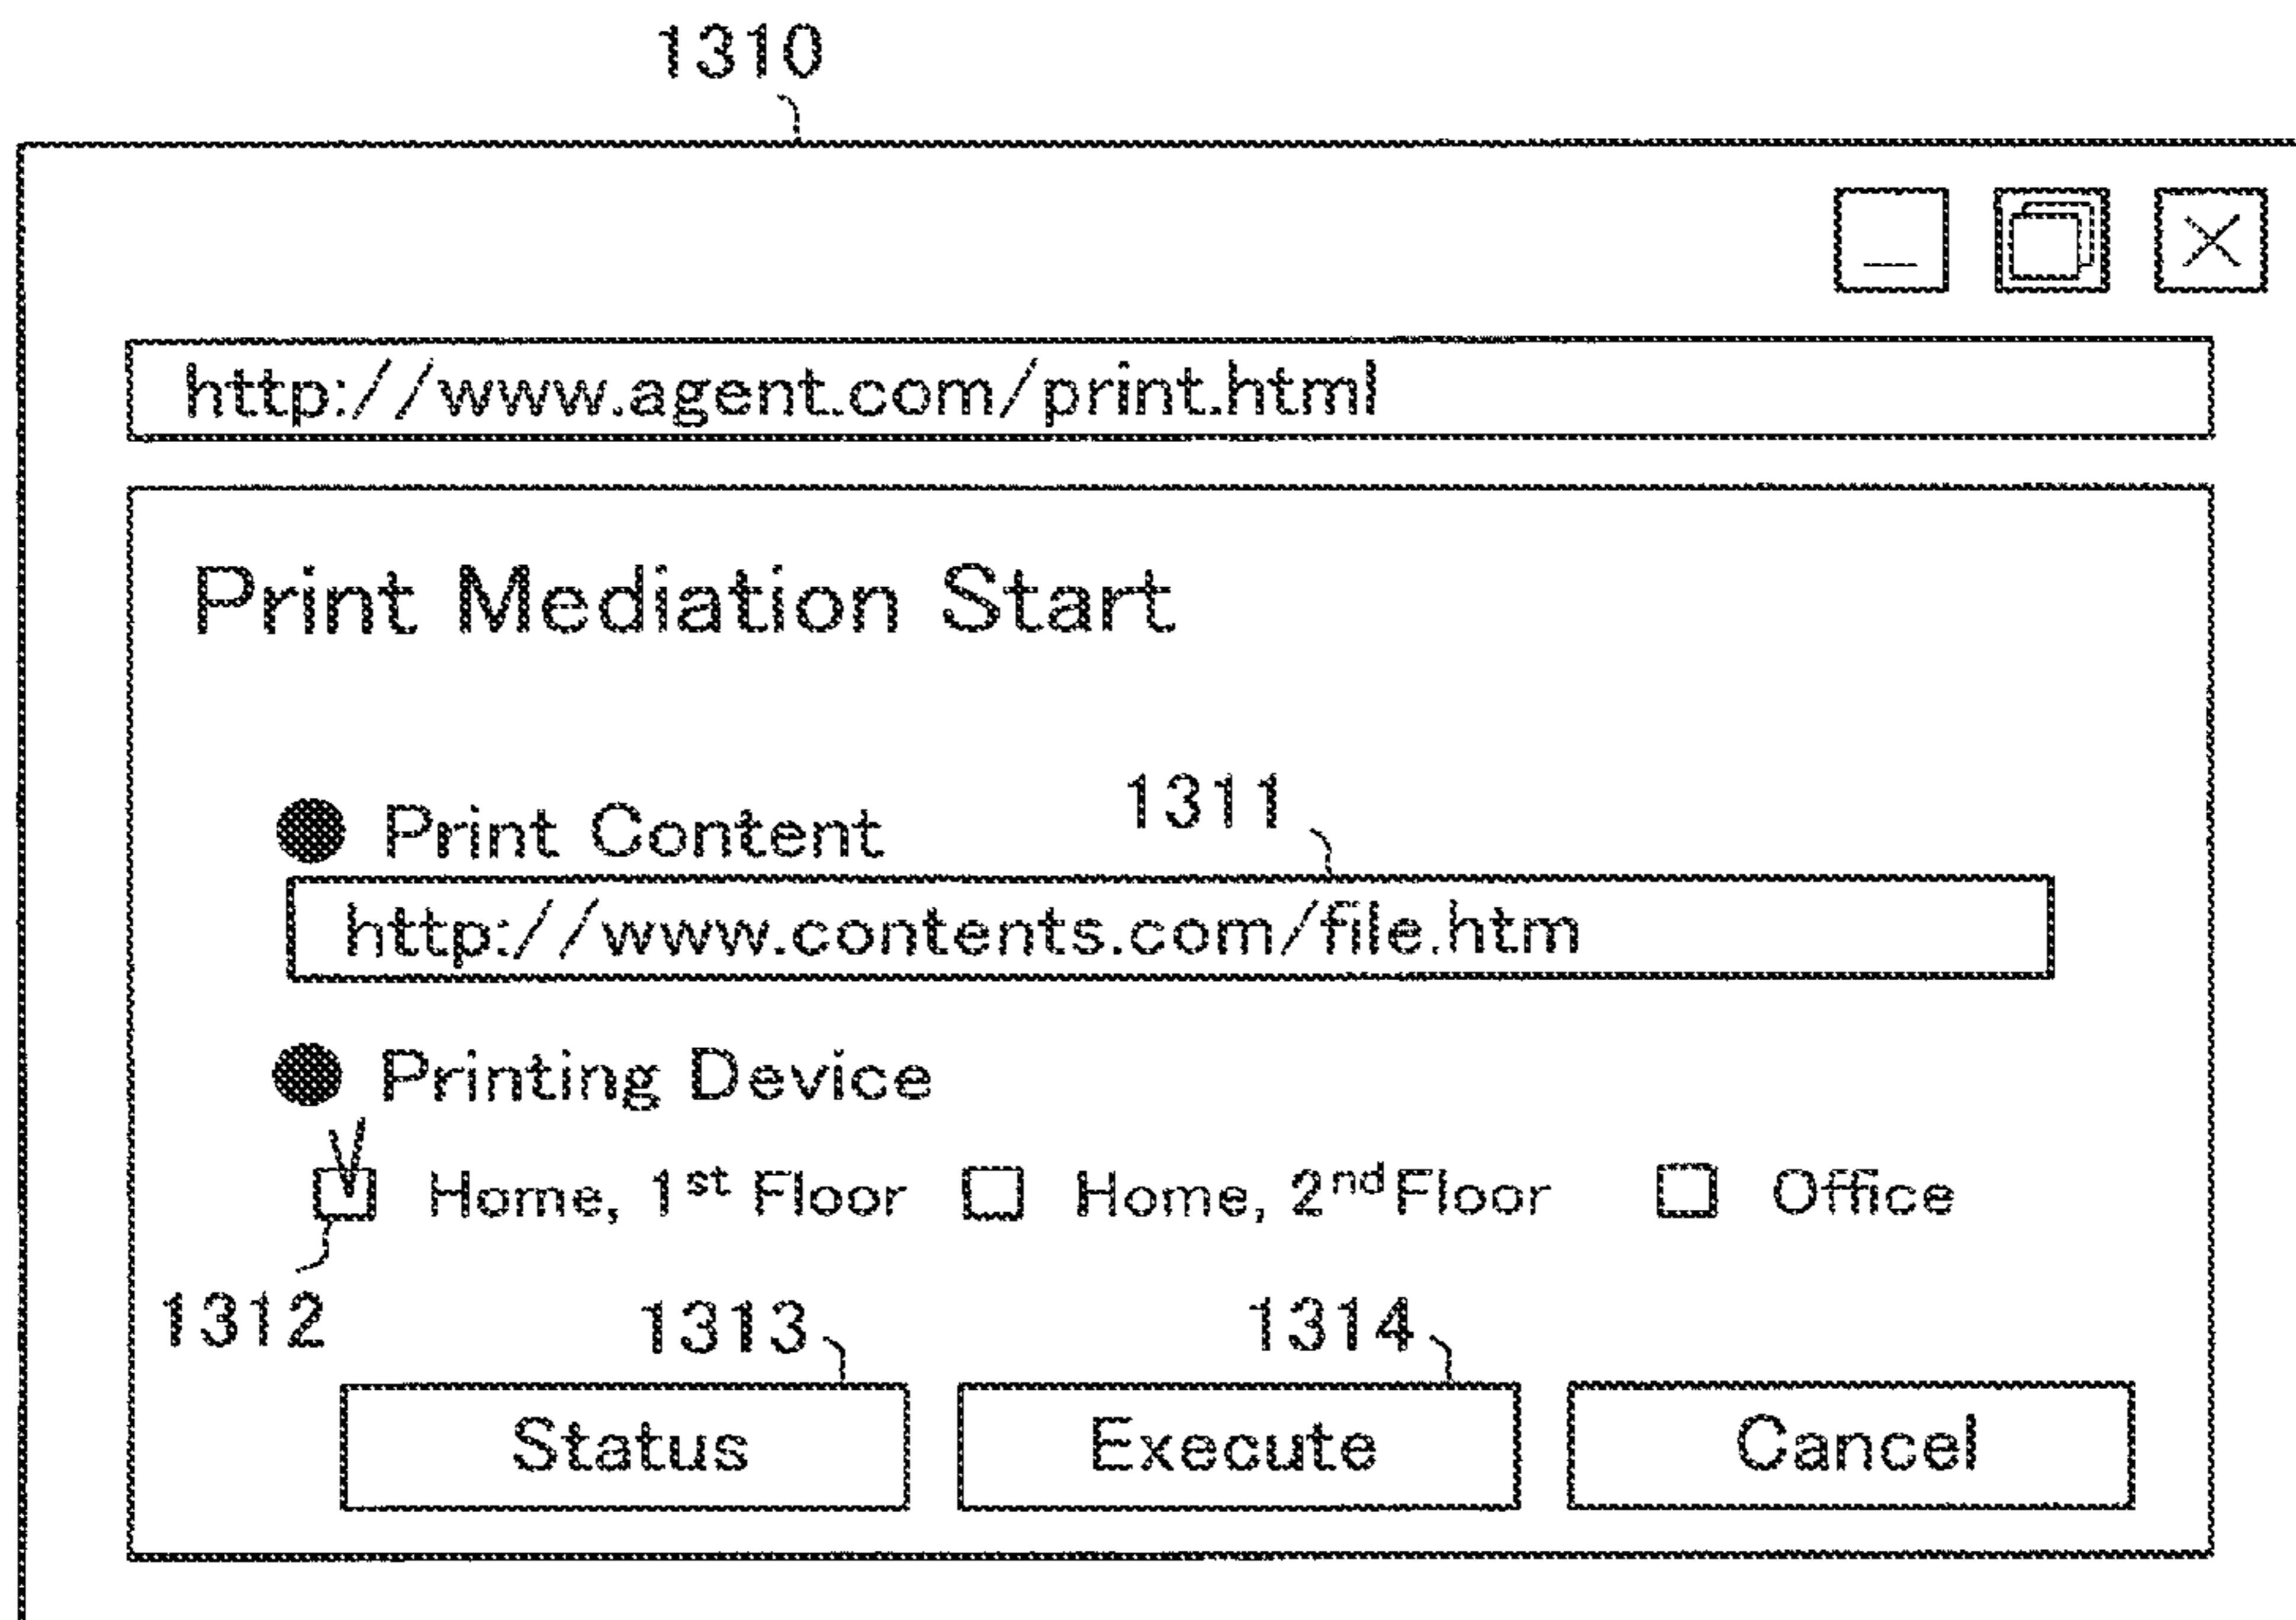 1310
http://www.agent.com/print.html
Print Mediation Start
Print Content 1311
http://www.contents.com/file.htm
Printing Device
Home, 1st Floor Home, 2nd Floor Office
1312 1313 1314
Status Execute Cancel